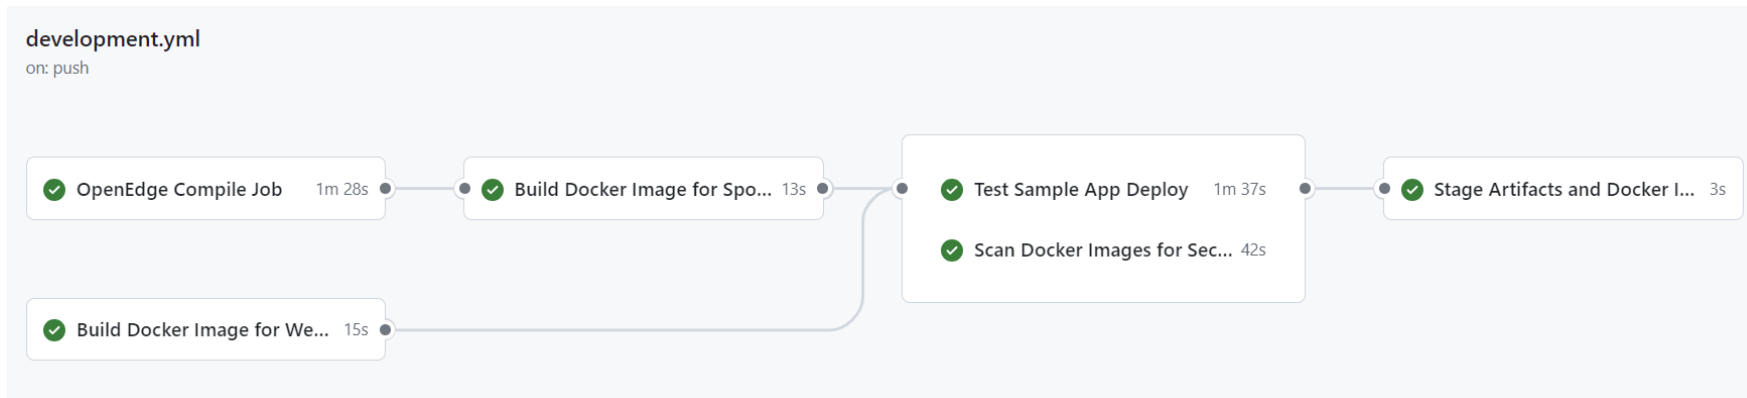 development.yml
on: push
OpenEdge Compile Job 1m 28s
Build Docker Image for Spo... 13s
Test Sample App Deploy 1m 37s
Stage Artifacts and Docker I... 3s
Scan Docker Images for Sec... 42s
Build Docker Image for We... 15s